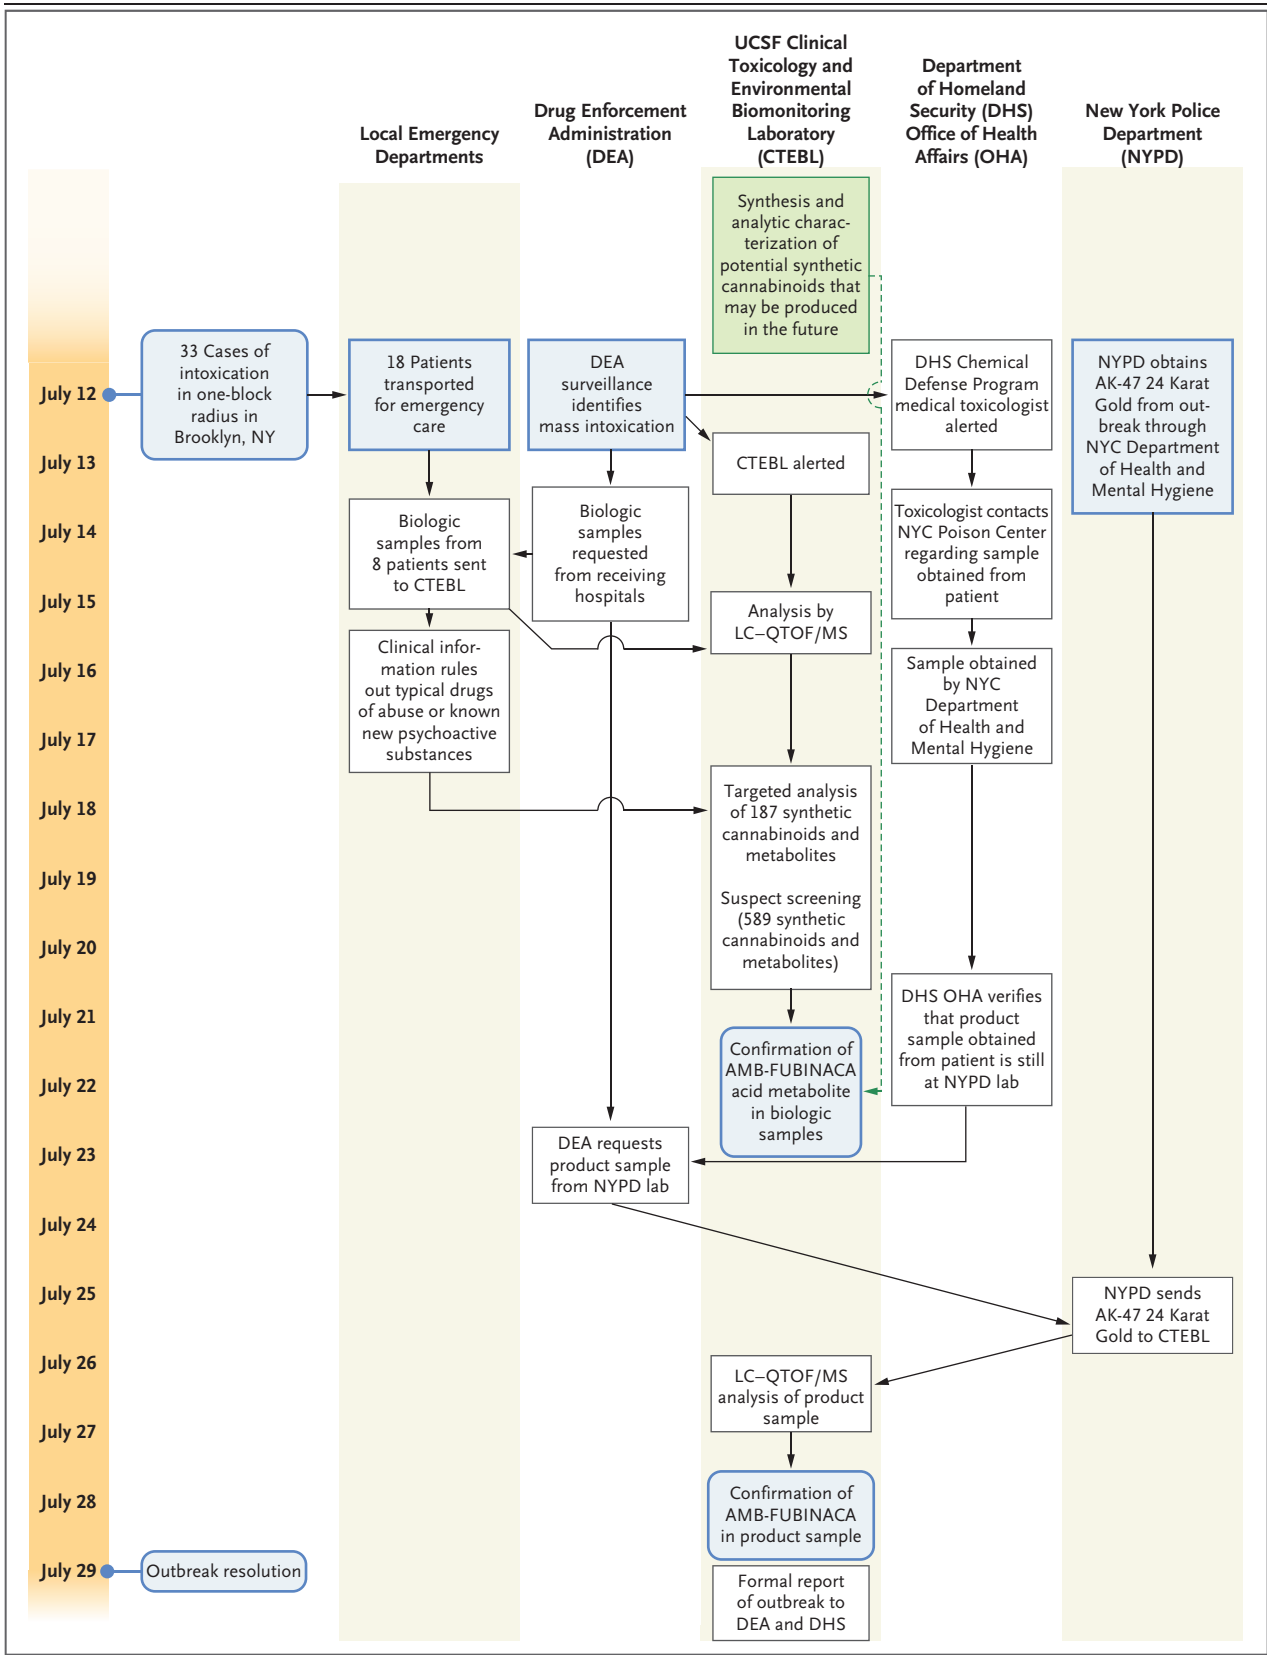 Local Emergency
Departments
Drug Enforcement
Administration
(DEA)
UCSF Clinical
Toxicology and
Environmental
Biomonitoring
Laboratory
(CTEBL)
Department
of Homeland
Security (DHS)
Office of Health
Affairs (OHA)
New York Police
Department
(NYPD)
July 12
July 13
July 14
July 15
July 16
July 17
July 18
July 19
July 20
July 21
July 22
July 23
July 24
July 25
July 26
July 27
July 28
July 29
33 Cases of
intoxication
in one-block
radius in
Brooklyn, NY
Outbreak resolution
18 Patients
transported
for emergency
care
Biologic
samples from
8 patients sent
to CTEBL
Clinical infor-
mation rules
out typical drugs
of abuse or known
new psychoactive
substances
DEA
surveillance
identifies
mass intoxication
Biologic
samples
requested
from receiving
hospitals
DEA requests
product sample
from NYPD lab
Synthesis and
analytic charac-
terization of
potential synthetic
cannabinoids that
may be produced
in the future
CTEBL alerted
Analysis by
LC–QTOF/MS
Targeted analysis
of 187 synthetic
cannabinoids and
metabolites
Suspect screening
(589 synthetic
cannabinoids and
metabolites)
Confirmation of
AMB-FUBINACA
acid metabolite
in biologic
samples
LC–QTOF/MS
analysis of product
sample
Confirmation of
AMB-FUBINACA
in product sample
Formal report
of outbreak to
DEA and DHS
DHS Chemical
Defense Program
medical toxicologist
alerted
Toxicologist contacts
NYC Poison Center
regarding sample
obtained from
patient
Sample obtained
by NYC
Department
of Health and
Mental Hygiene
DHS OHA verifies
that product
sample obtained
from patient is still
at NYPD lab
NYPD obtains
AK-47 24 Karat
Gold from out-
break through
NYC Department
of Health and
Mental Hygiene
NYPD sends
AK-47 24 Karat
Gold to CTEBL